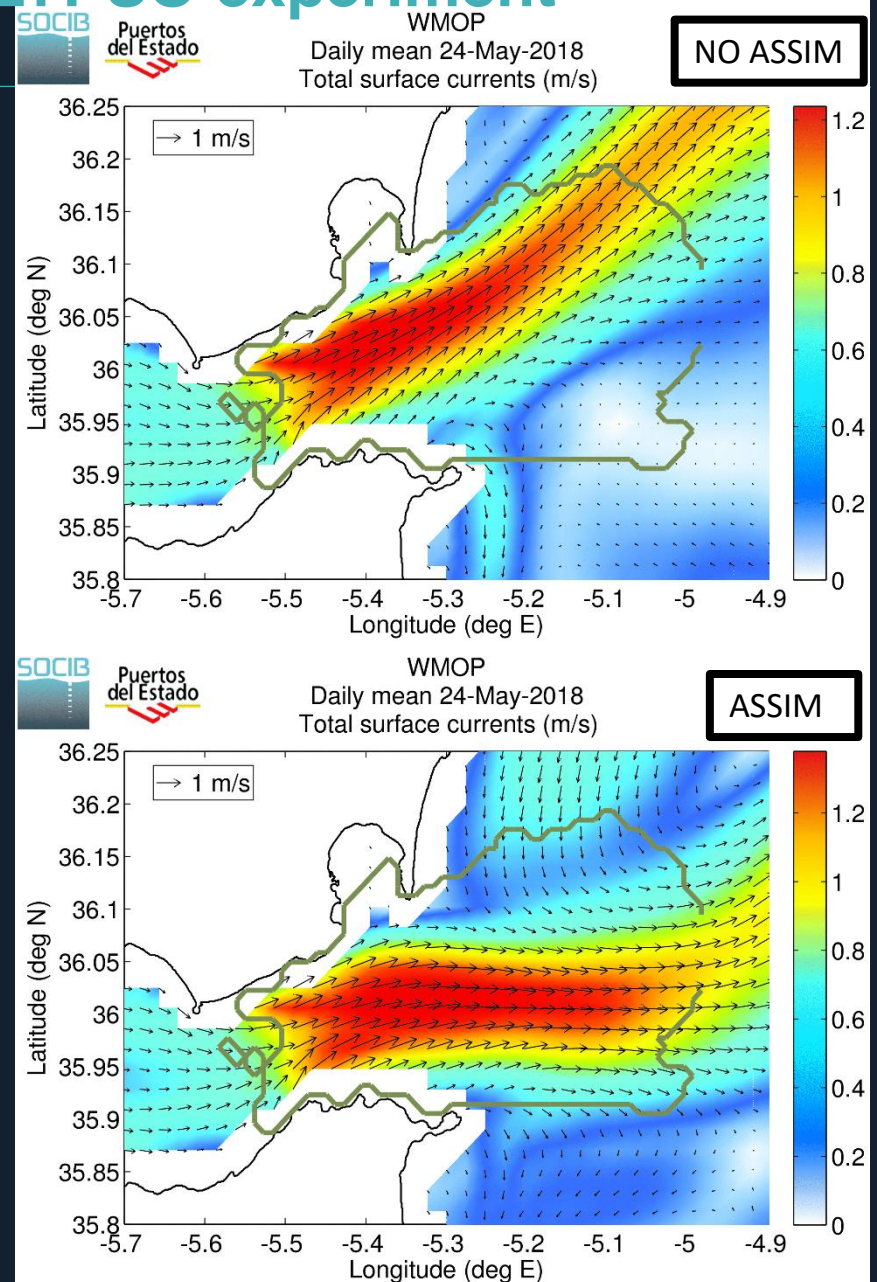 experiment
SOCIB
Puertos
del Estado
WMOP
Daily mean 24-May-2018
Total surface currents (m/s)
NO ASSIM
→ 1 m/s
36.25
36.2
36.15
36.1
36.05
36
35.95
35.9
35.85
35.8
Latitude (deg N)
-5.7 -5.6 -5.5 -5.4 -5.3 -5.2 -5.1 -5 -4.9
Longitude (deg E)
1.2
1
0.8
0.6
0.4
0.2
0
SOCIB
Puertos
del Estado
WMOP
Daily mean 24-May-2018
Total surface currents (m/s)
ASSIM
→ 1 m/s
36.25
36.2
36.15
36.1
36.05
36
35.95
35.9
35.85
35.8
Latitude (deg N)
-5.7 -5.6 -5.5 -5.4 -5.3 -5.2 -5.1 -5 -4.9
Longitude (deg E)
1.2
1
0.8
0.6
0.4
0.2
0